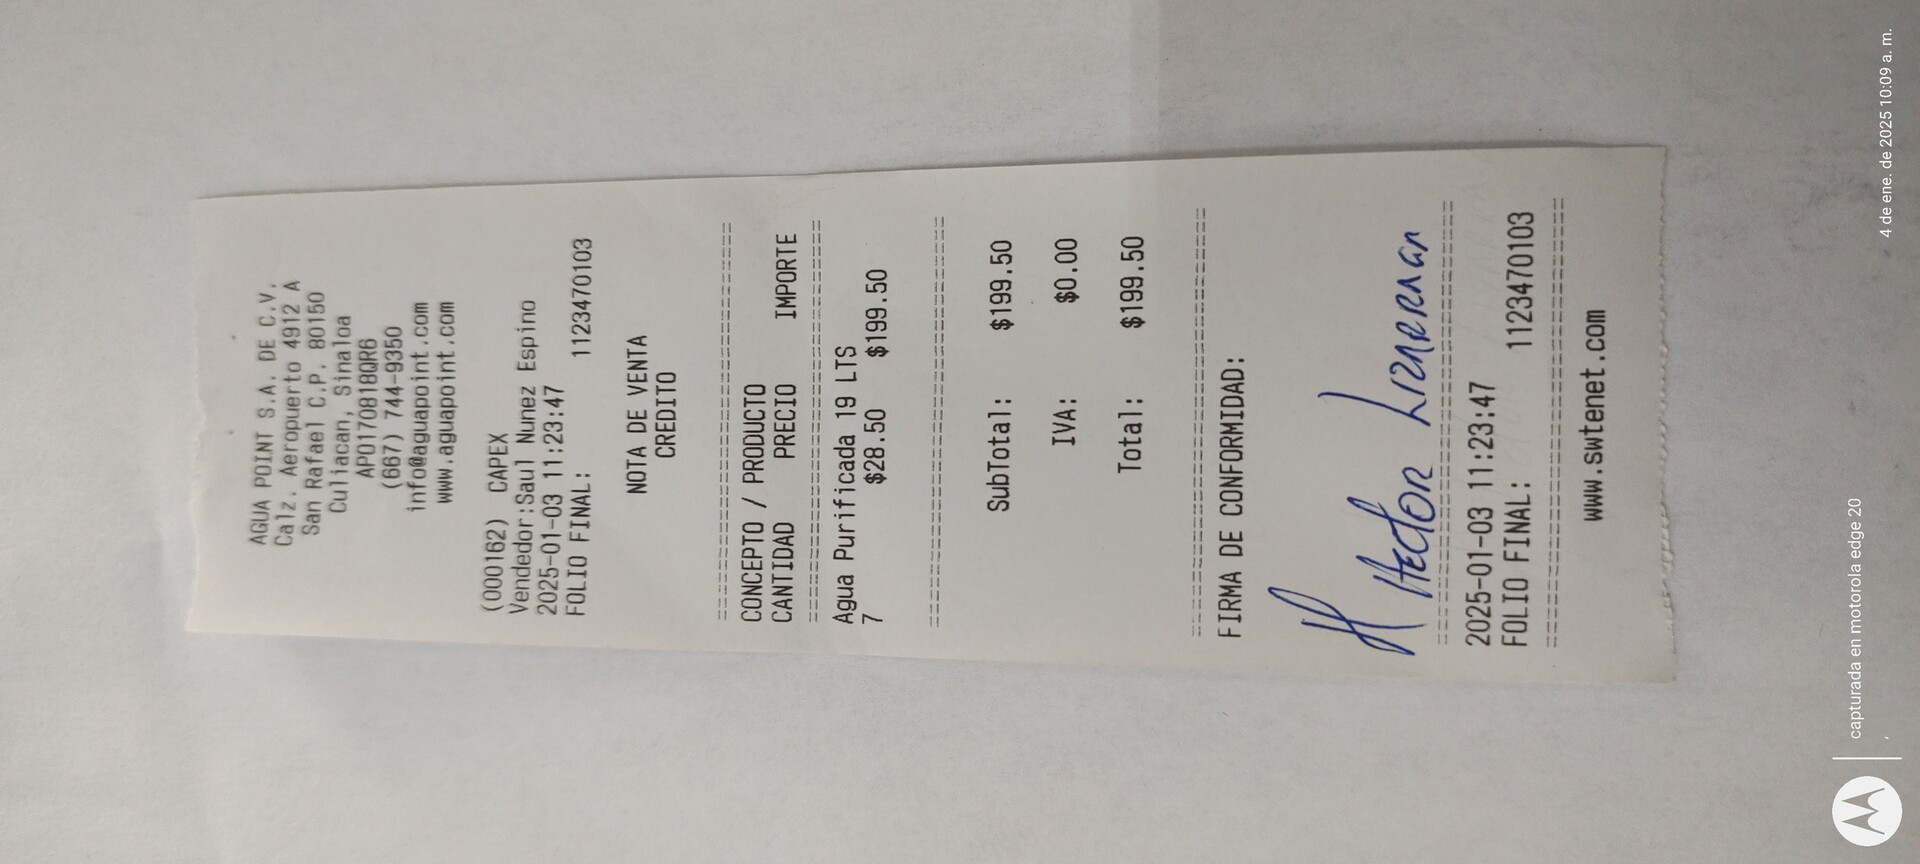 AGUA POINT S.A. DE C.V.
Calz. Aeropuerto 4912 A
San Rafael C.P. 80150
Culiacan, Sinaloa
APO170818QR6
(667) 744-9350
info@aguapoint.com
www.aguapoint.com
(000162) CAPEX
Vendedor:Saul Nunez Espino
2025-01-03 11:23:47
FOLIO FINAL: 1123470103
NOTA DE VENTA
CREDITO
CONCEPTO / PRODUCTO
CANTIDAD PRECIO IMPORTE
Agua Purificada 19 LTS
7 $28.50 $199.50
SubTotal: $199.50
IVA: $0.00
Total: $199.50
FIRMA DE CONFORMIDAD:
Hector Lizarran
2025-01-03 11:23:47
FOLIO FINAL: 1123470103
www.swtenet.com
capturada en motorola edge 20
4 de ene. de 2025 10:09 a. m.